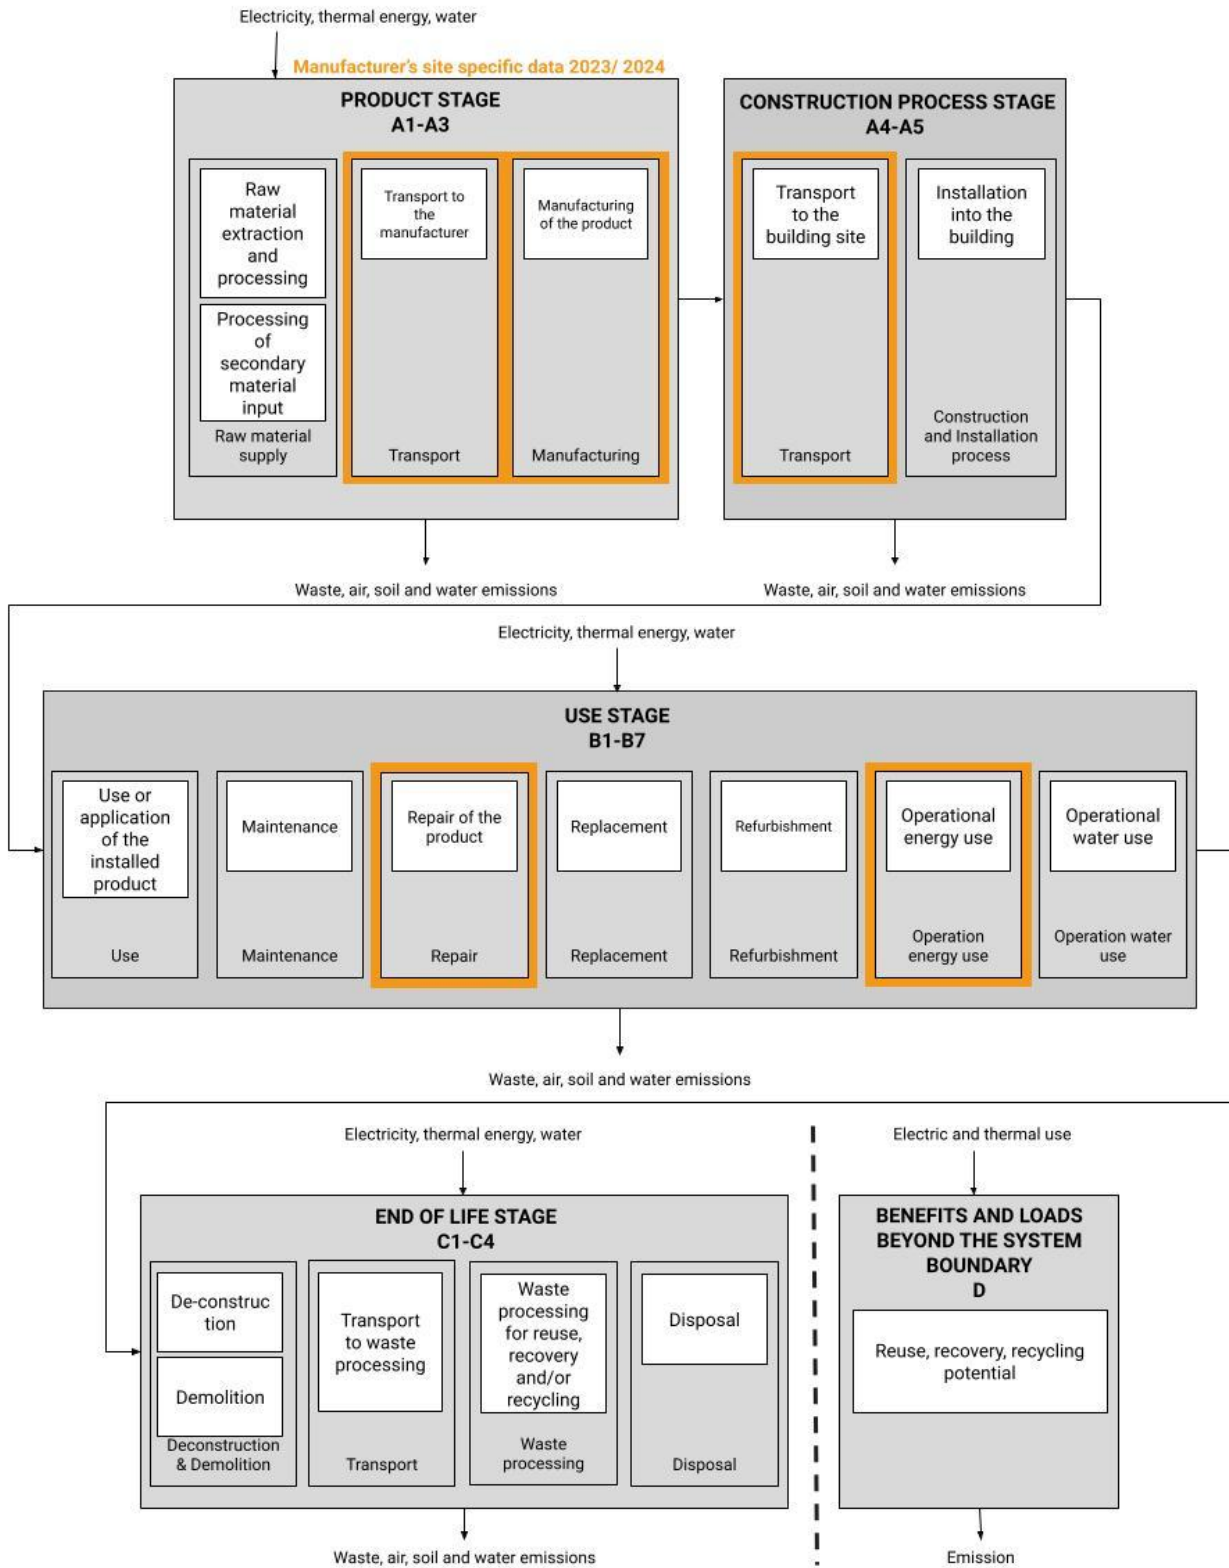 Electricity, thermal energy, water
Manufacturer's site specific data 2023/ 2024
PRODUCT STAGE
A1-A3
Raw
material
extraction
and
processing
Processing
of
secondary
material
input
Raw material
supply
Transport to
the
manufacturer
Transport
Manufacturing
of the product
Manufacturing
CONSTRUCTION PROCESS STAGE
A4-A5
Transport
to the
building site
Transport
Installation
into the
building
Construction
and Installation
process
Waste, air, soil and water emissions
Waste, air, soil and water emissions
Electricity, thermal energy, water
USE STAGE
B1-B7
Use or
application
of the
installed
product
Use
Maintenance
Maintenance
Repair of the
product
Repair
Replacement
Replacement
Refurbishment
Refurbishment
Operational
energy use
Operation
energy use
Operational
water use
Operation water
use
Waste, air, soil and water emissions
Electricity, thermal energy, water
END OF LIFE STAGE
C1-C4
De-construc
tion
Demolition
Deconstruction
& Demolition
Transport
to waste
processing
Transport
Waste
processing
for reuse,
recovery
and/or
recycling
Waste
processing
Disposal
Disposal
Waste, air, soil and water emissions
Electric and thermal use
BENEFITS AND LOADS
BEYOND THE SYSTEM
BOUNDARY
D
Reuse, recovery, recycling
potential
Emission